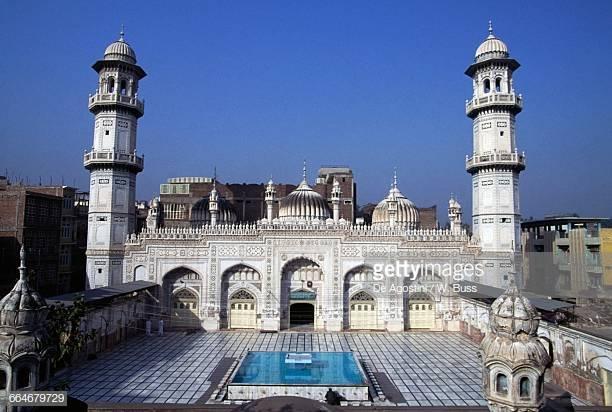 gettyimages
De Agostini / W. Buss
664679729